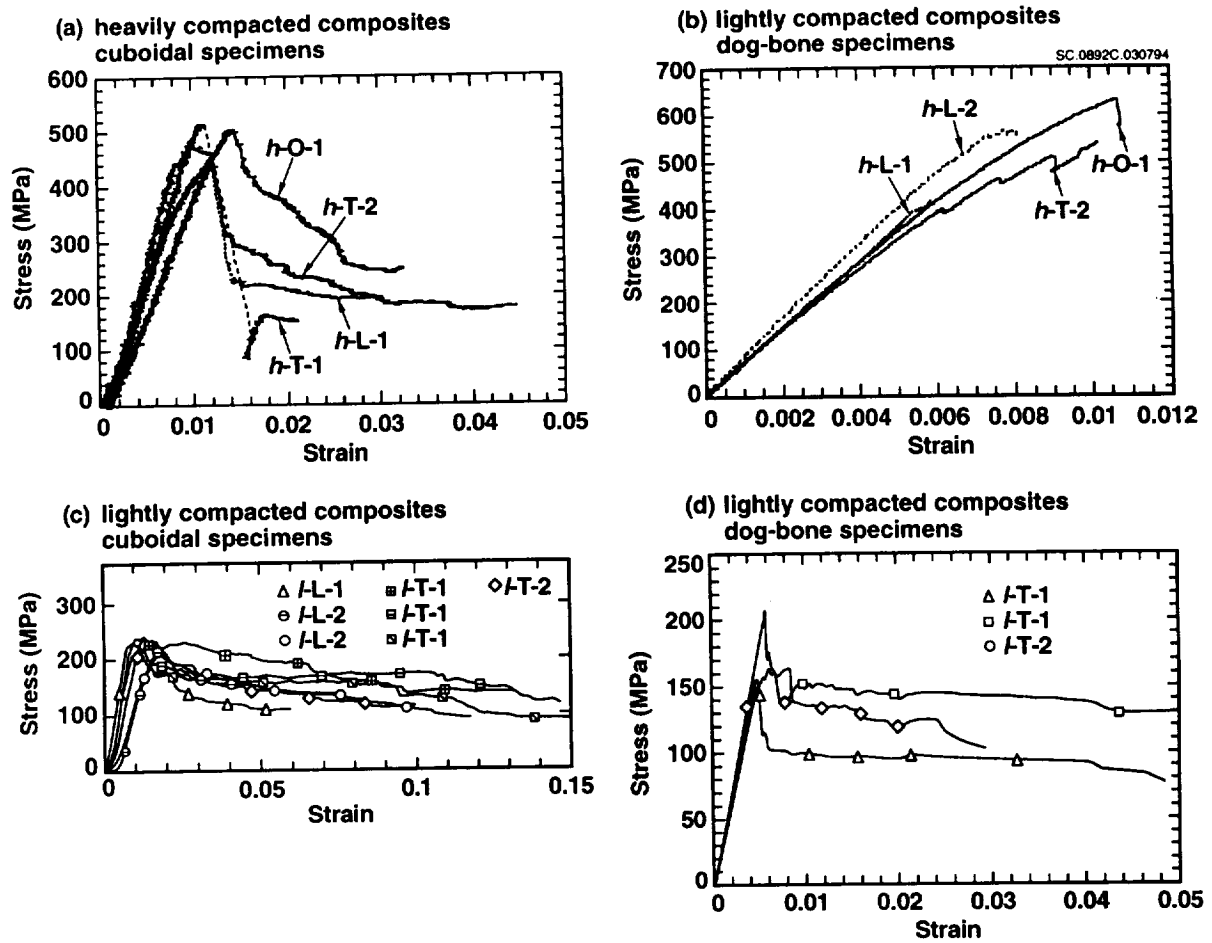 (a) heavily compacted composites
cuboidal specimens
600
500
400
300
200
100
0
Stress (MPa)
h-O-1
h-T-2
h-L-1
h-T-1
0
0.01
0.02
0.03
0.04
0.05
Strain
(b) lightly compacted composites
dog-bone specimens
SC.0892C.030794
700
600
500
400
300
200
100
0
Stress (MPa)
h-L-2
h-L-1
h-O-1
h-T-2
0
0.002
0.004
0.006
0.008
0.01
0.012
Strain
(c) lightly compacted composites
cuboidal specimens
300
200
100
0
Stress (MPa)
l-L-1 l-T-1 l-T-2
l-L-2 l-T-1
l-L-2 l-T-1
0
0.05
0.1
0.15
Strain
(d) lightly compacted composites
dog-bone specimens
250
200
150
100
50
0
Stress (MPa)
l-T-1
l-T-1
l-T-2
0
0.01
0.02
0.03
0.04
0.05
Strain